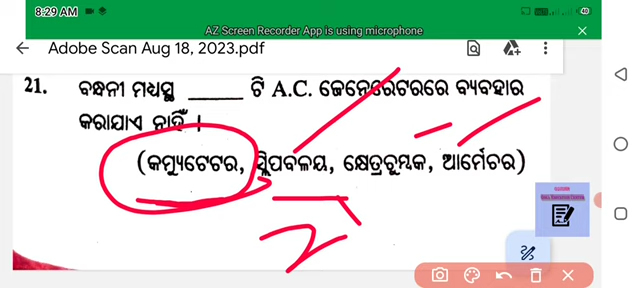 8:29 AM
40
AZ Screen Recorder App is using microphone
Adobe Scan Aug 18, 2023.pdf
21. ବନ୍ଧନୀ ମଧ୍ୟସ୍ଥ _____ ଟି A.C. ଜେନେରେଟରରେ ବ୍ୟବହାର
କରାଯାଏ ନାହିଁ ।
(କମ୍ୟୁଟେଟର, ସ୍ଲିପବଳୟ, କ୍ଷେତ୍ରଚୁମ୍ବକ, ଆର୍ମେଚର)